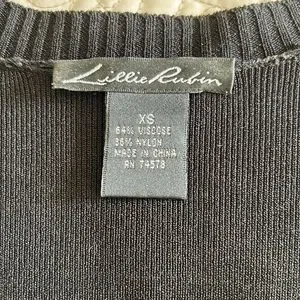 Lillie Rubin
XS
64% VISCOSE
36% NYLON
MADE IN CHINA
RN 74578